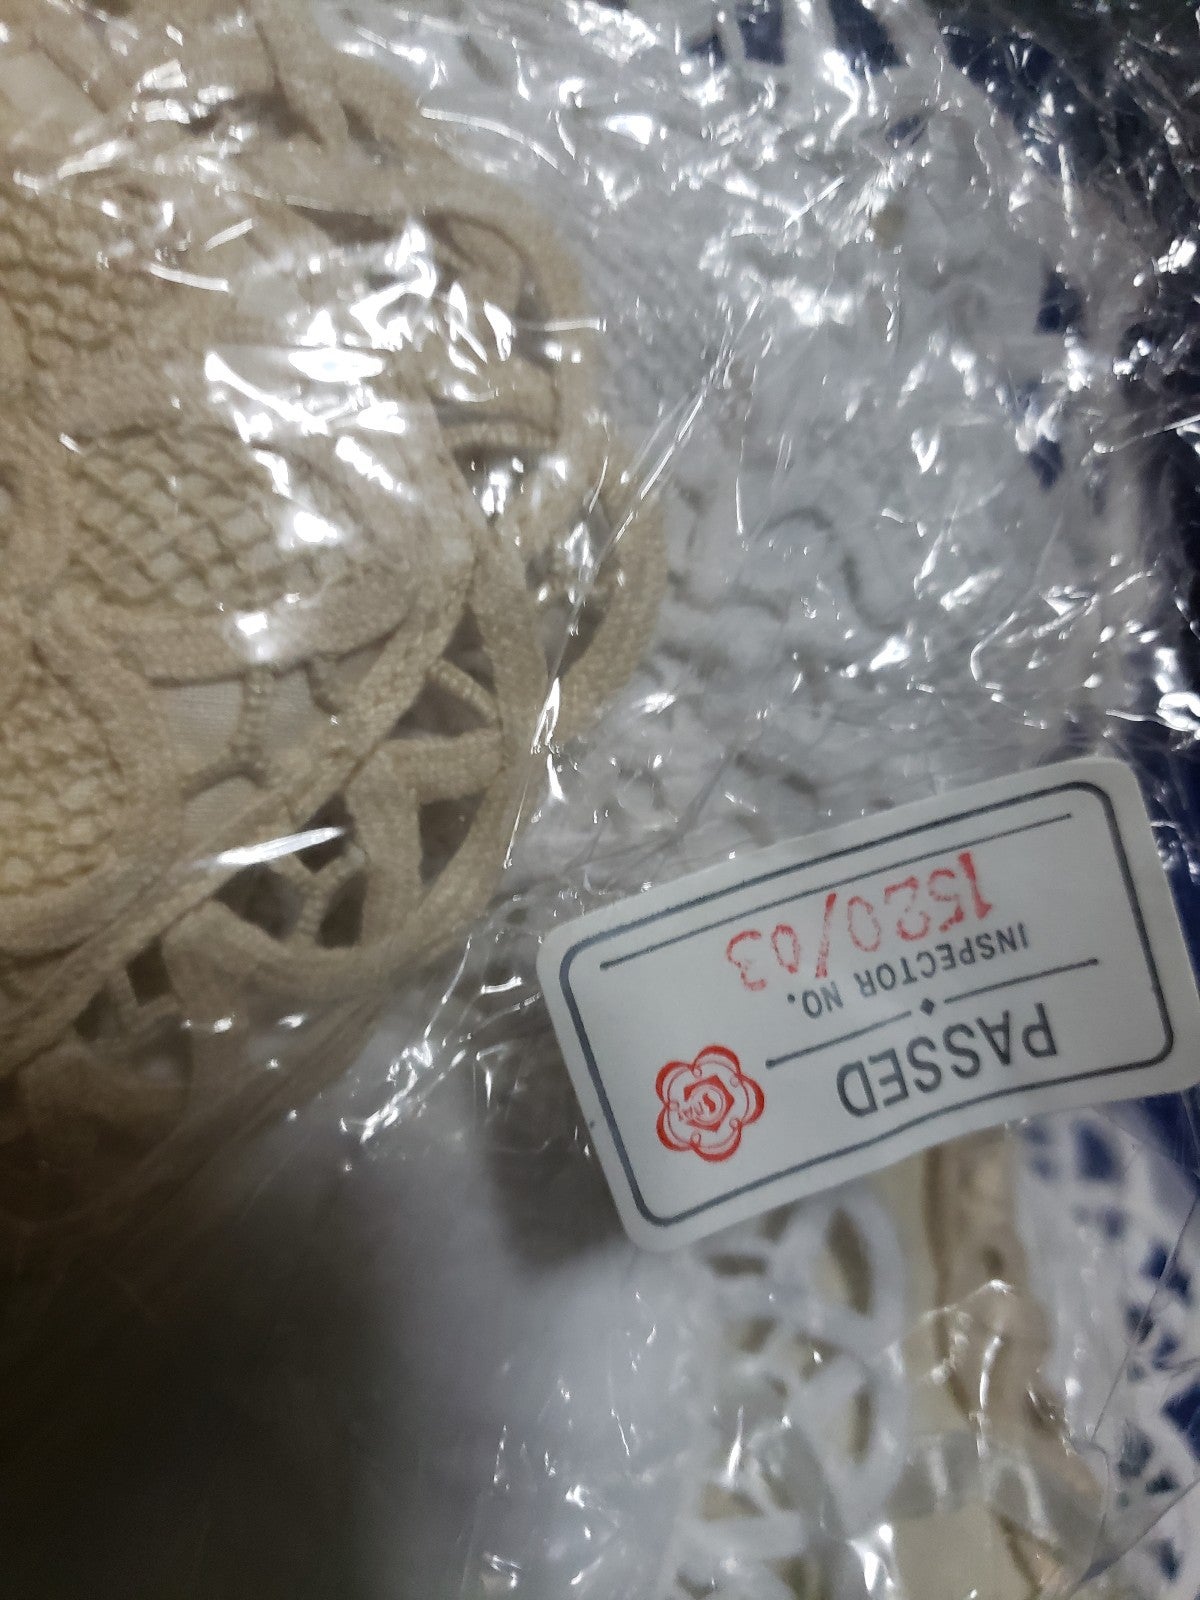 PASSED
INSPECTOR NO.
1520/03